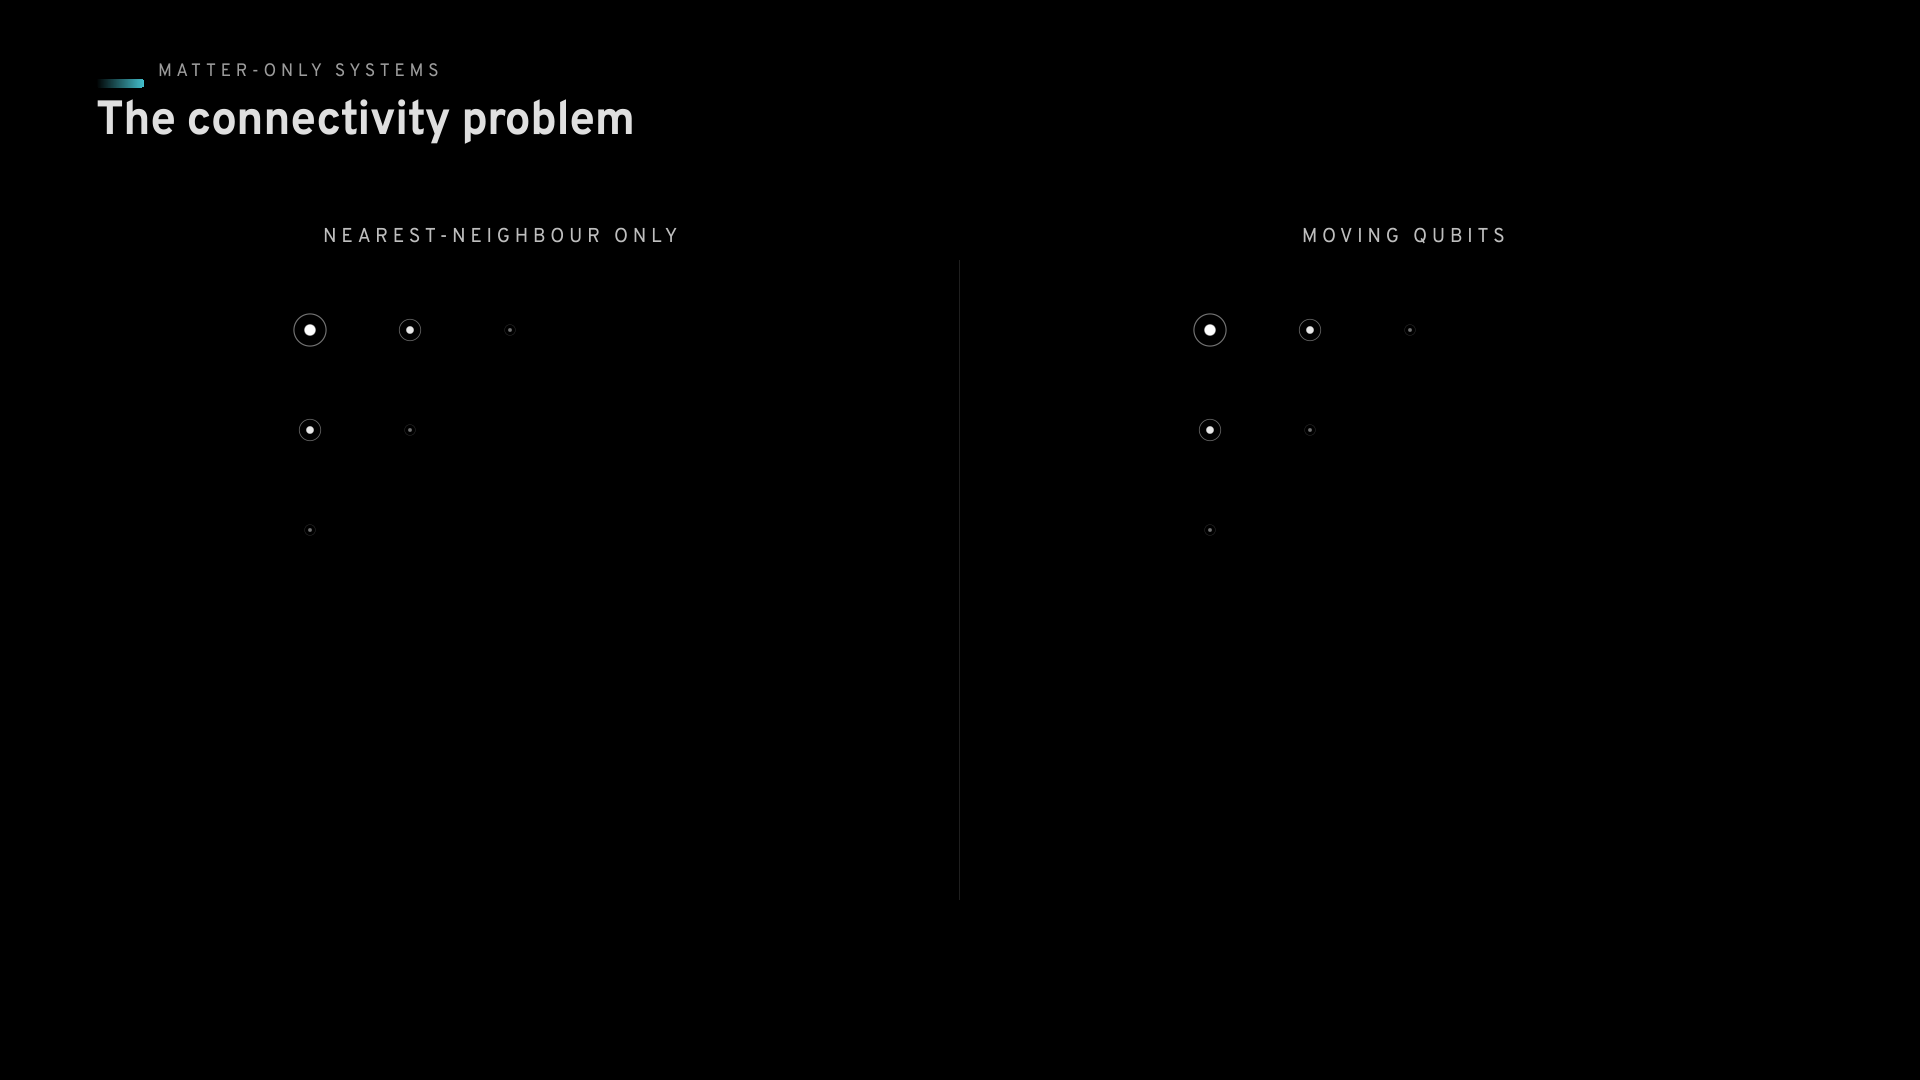 MATTER-ONLY SYSTEMS
The connectivity problem
NEAREST-NEIGHBOUR ONLY
MOVING QUBITS